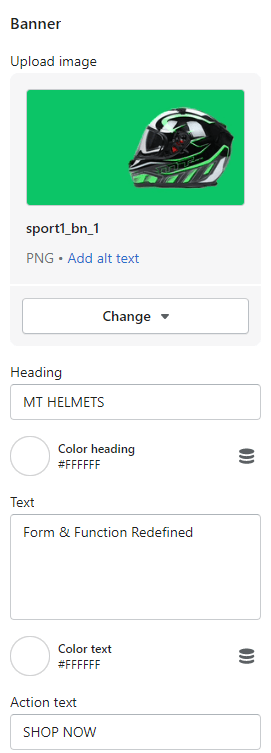 Banner
Upload image
sport1_bn_1
PNG • Add alt text
Change
Heading
MT HELMETS
Color heading
#FFFFFF
Text
Form & Function Redefined
Color text
#FFFFFF
Action text
SHOP NOW